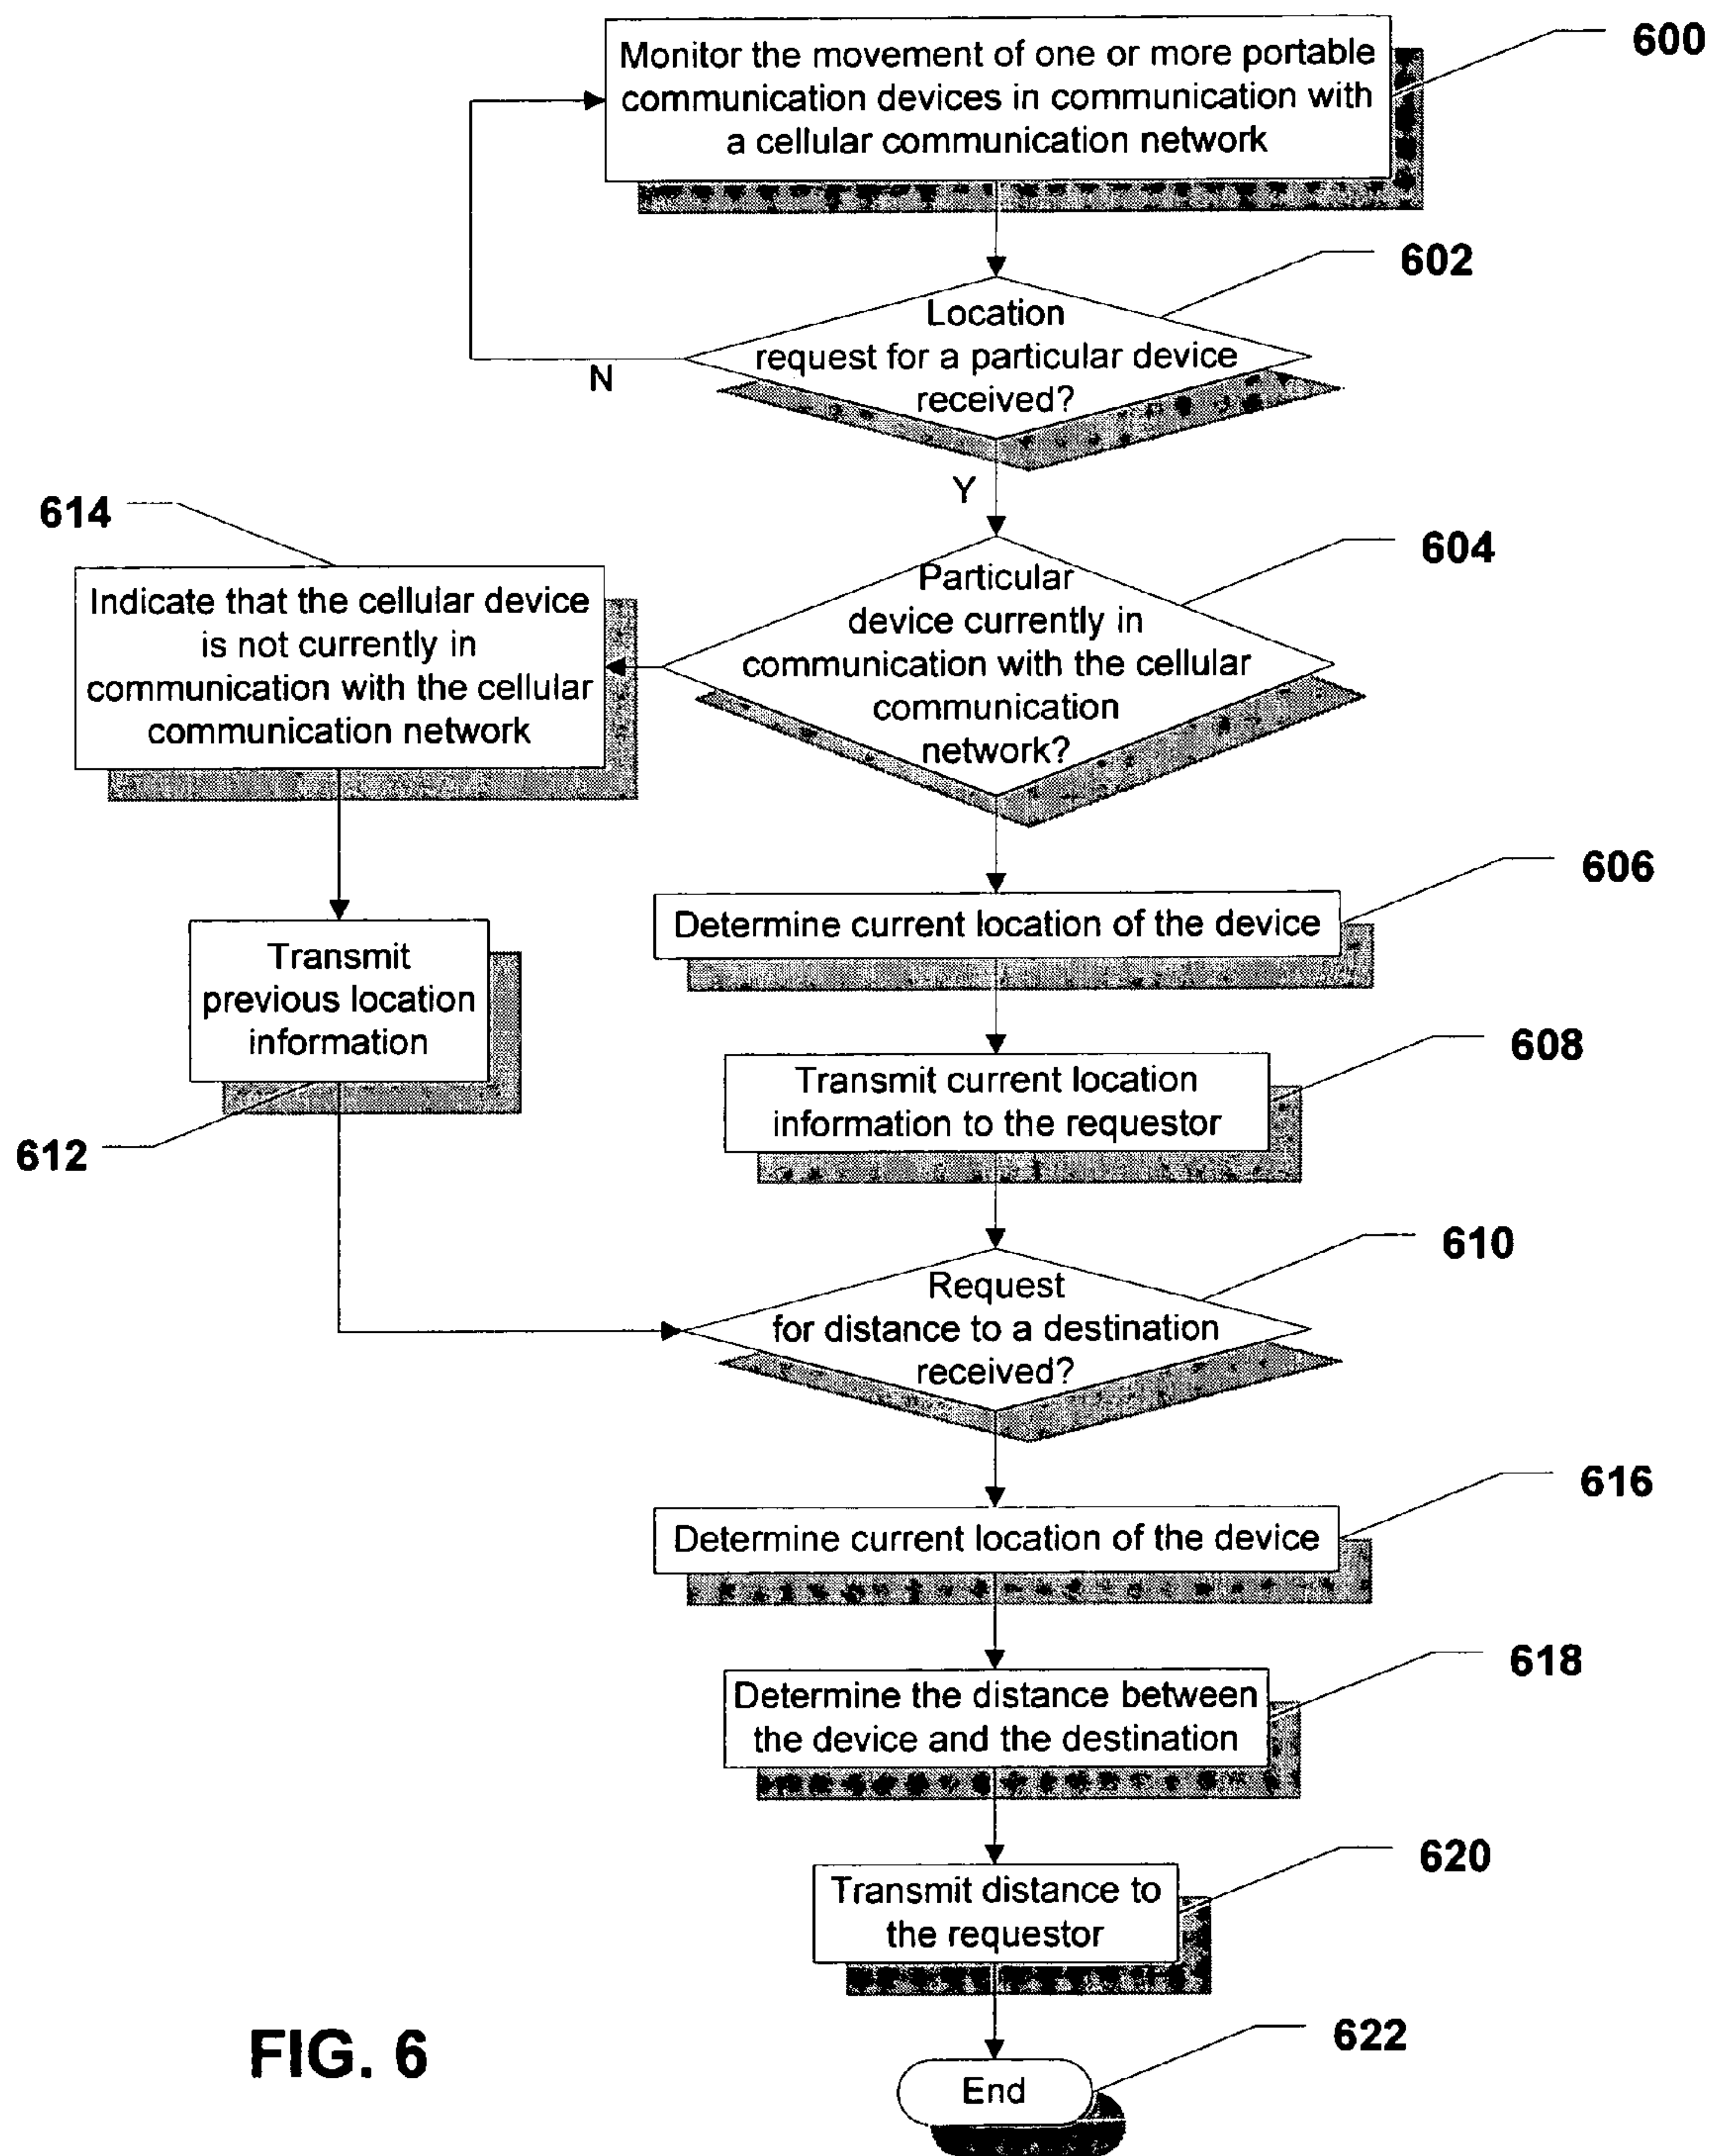 600
Monitor the movement of one or more portable
communication devices in communication with
a cellular communication network
602
Location
request for a particular device
received?
N
Y
614
604
Indicate that the cellular device
is not currently in
communication with the cellular
communication network
Particular
device currently in
communication with the cellular
communication
network?
606
Determine current location of the device
Transmit
previous location
information
612
608
Transmit current location
information to the requestor
610
Request
for distance to a destination
received?
616
Determine current location of the device
618
Determine the distance between
the device and the destination
620
Transmit distance to
the requestor
622
End
FIG. 6